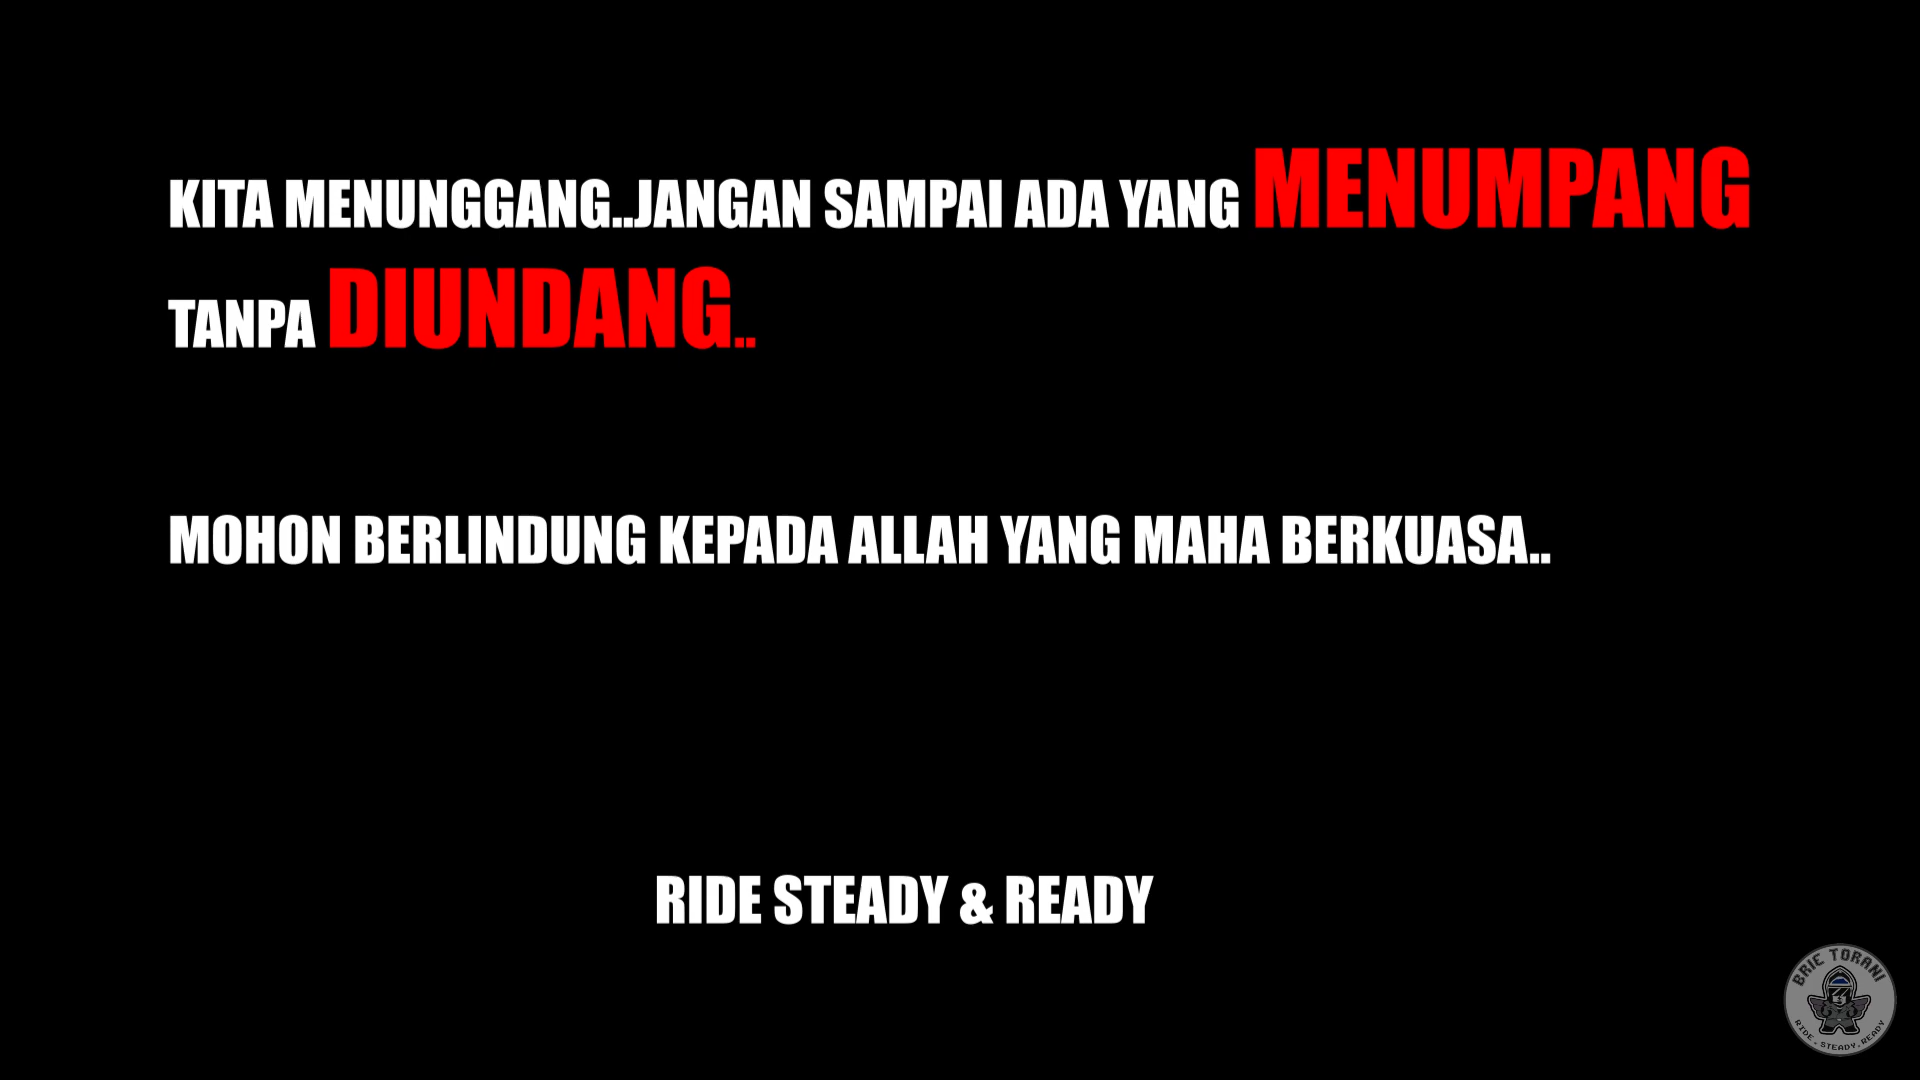 KITA MENUNGGANG..JANGAN SAMPAI ADA YANG MENUMPANG
TANPA DIUNDANG..
MOHON BERLINDUNG KEPADA ALLAH YANG MAHA BERKUASA..
RIDE STEADY & READY
BRIE TORANI
RIDE . STEADY . READY